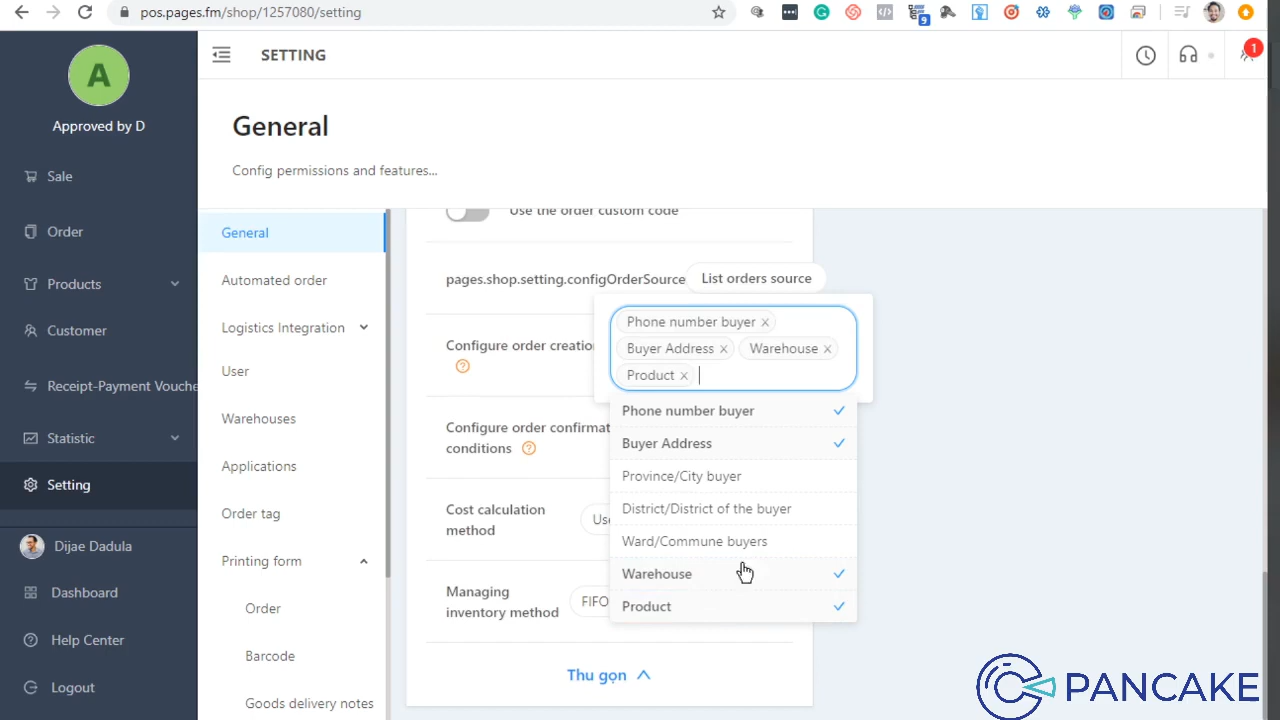 pos.pages.fm/shop/1257080/setting
9
A
Approved by D
Sale
Order
Products
Customer
Receipt-Payment Vouche
Statistic
Setting
Dijae Dadula
Dashboard
Help Center
Logout
SETTING
1
General
Config permissions and features...
General
Automated order
Logistics Integration
User
Warehouses
Applications
Order tag
Printing form
Order
Barcode
Goods delivery notes
Use the order custom code
pages.shop.setting.configOrderSource
List orders source
Configure order creation
Phone number buyer ×
Buyer Address × Warehouse ×
Product ×
Phone number buyer
Buyer Address
Province/City buyer
District/District of the buyer
Ward/Commune buyers
Warehouse
Product
Configure order confirmat
conditions
Cost calculation
method
Use
Managing
inventory method
FIFO
Thu gọn
PANCAKE